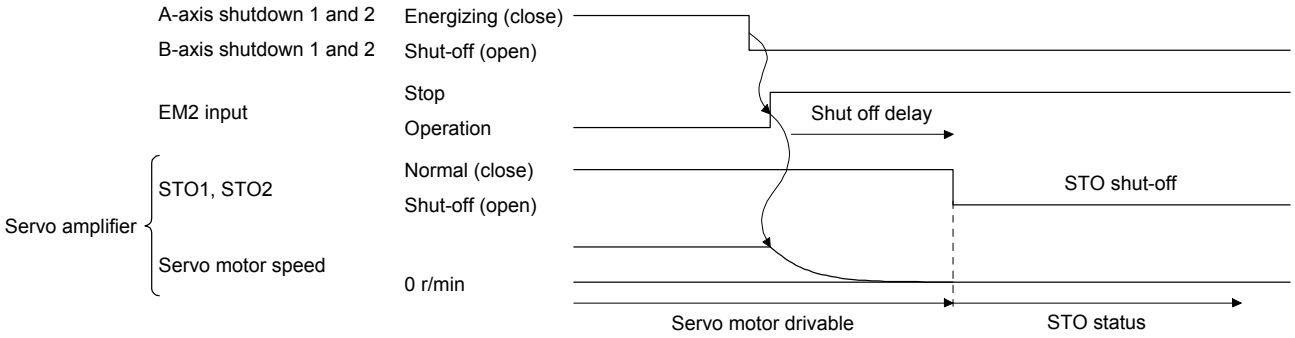 A-axis shutdown 1 and 2 Energizing (close)
B-axis shutdown 1 and 2 Shut-off (open)
Stop
EM2 input
Operation
Shut off delay
Normal (close)
STO1, STO2
Shut-off (open)
STO shut-off
Servo amplifier
Servo motor speed
0 r/min
Servo motor drivable
STO status